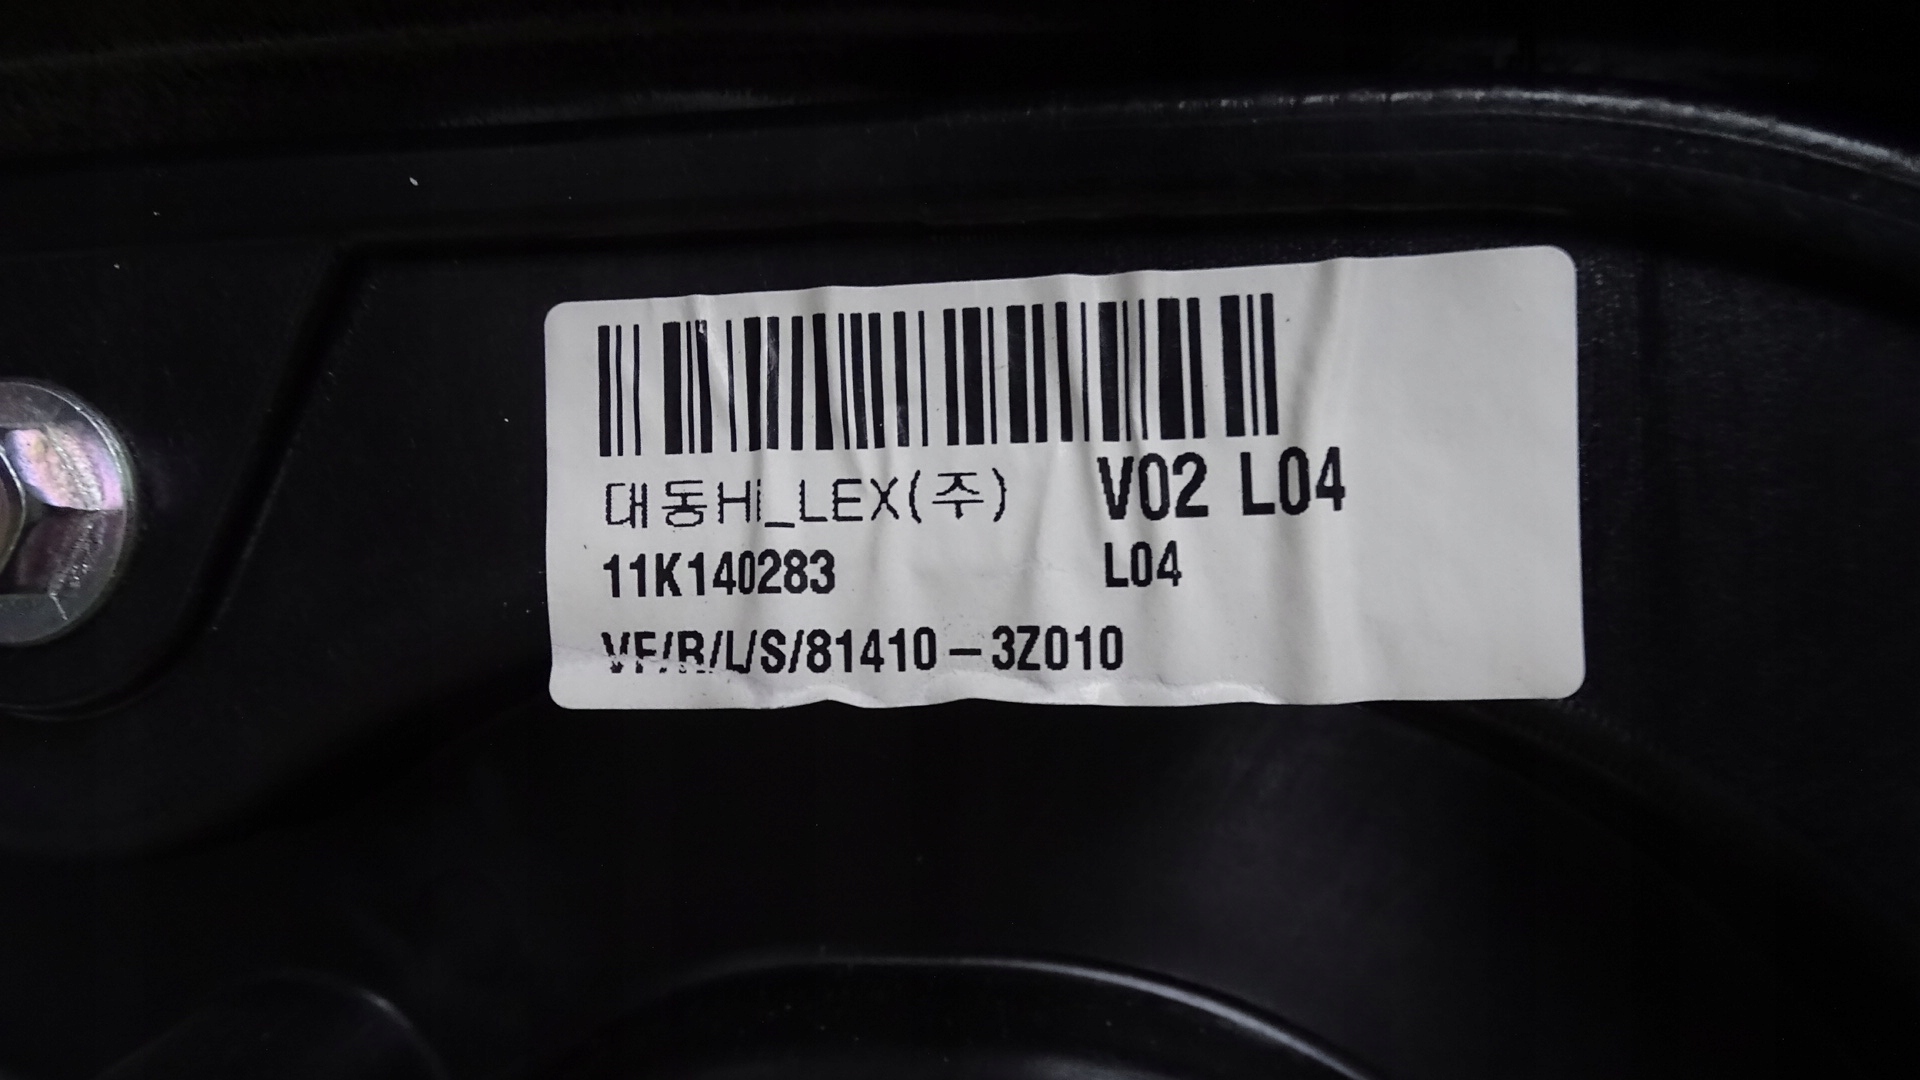 대동Hi_LEX(주) V02 L04
11K140283 L04
VF/R/L/S/81410-3Z010